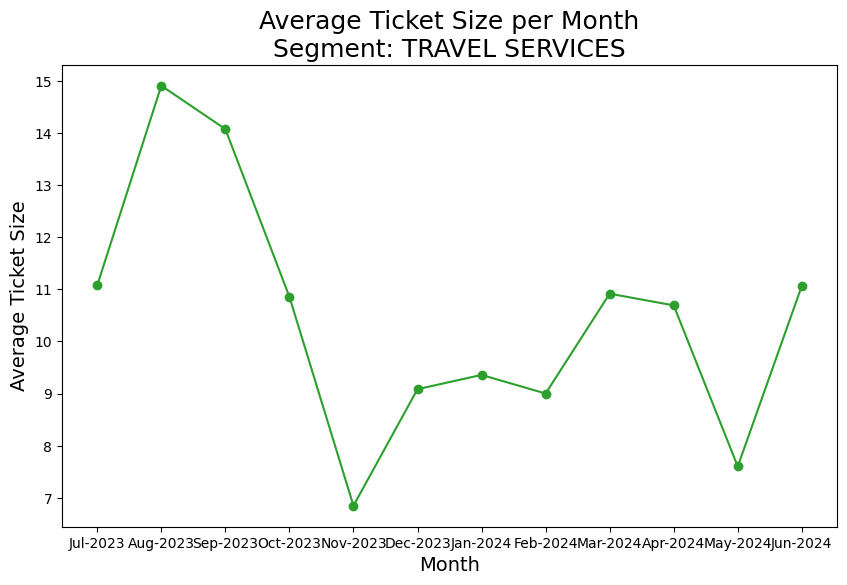 Average Ticket Size per Month
Segment: TRAVEL SERVICES
Average Ticket Size
15
14
13
12
11
10
9
8
7
Jul-2023 Aug-2023 Sep-2023 Oct-2023 Nov-2023 Dec-2023 Jan-2024 Feb-2024 Mar-2024 Apr-2024 May-2024 Jun-2024
Month